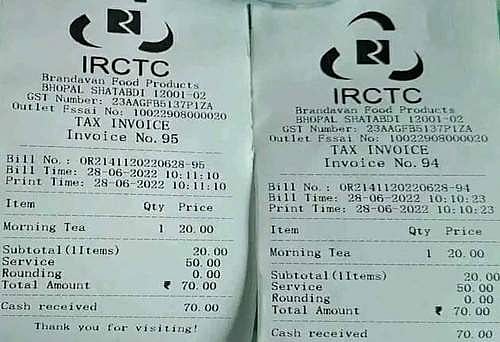 IRCTC
Brandavan Food Products
BHOPAL SHATABDI 12001-02
GST Number: 23AAGFB5137P1ZA
Outlet Fssai No: 10022908000020
TAX INVOICE
Invoice No.95
Bill No.: OR2141120220628-95
Bill Time: 28-06-2022 10:11:10
Print Time: 28-06-2022 10:11:10
Item Qty Price
Morning Tea 1 20.00
Subtotal(1Items) 20.00
Service 50.00
Rounding 0.00
Total Amount ₹ 70.00
Cash received 70.00
Thank you for visiting!
IRCTC
Brandavan Food Products
BHOPAL SHATABDI 12001-02
GST Number: 23AAGFB5137P1ZA
Outlet Fssai No: 10022908000020
TAX INVOICE
Invoice No.94
Bill No.: OR2141120220628-94
Bill Time: 28-06-2022 10:10:23
Print Time: 28-06-2022 10:10:23
Item Qty Price
Morning Tea 1 20.00
Subtotal(1Items) 20.00
Service 50.00
Rounding 0.00
Total Amount ₹ 70.00
Cash received 70.00